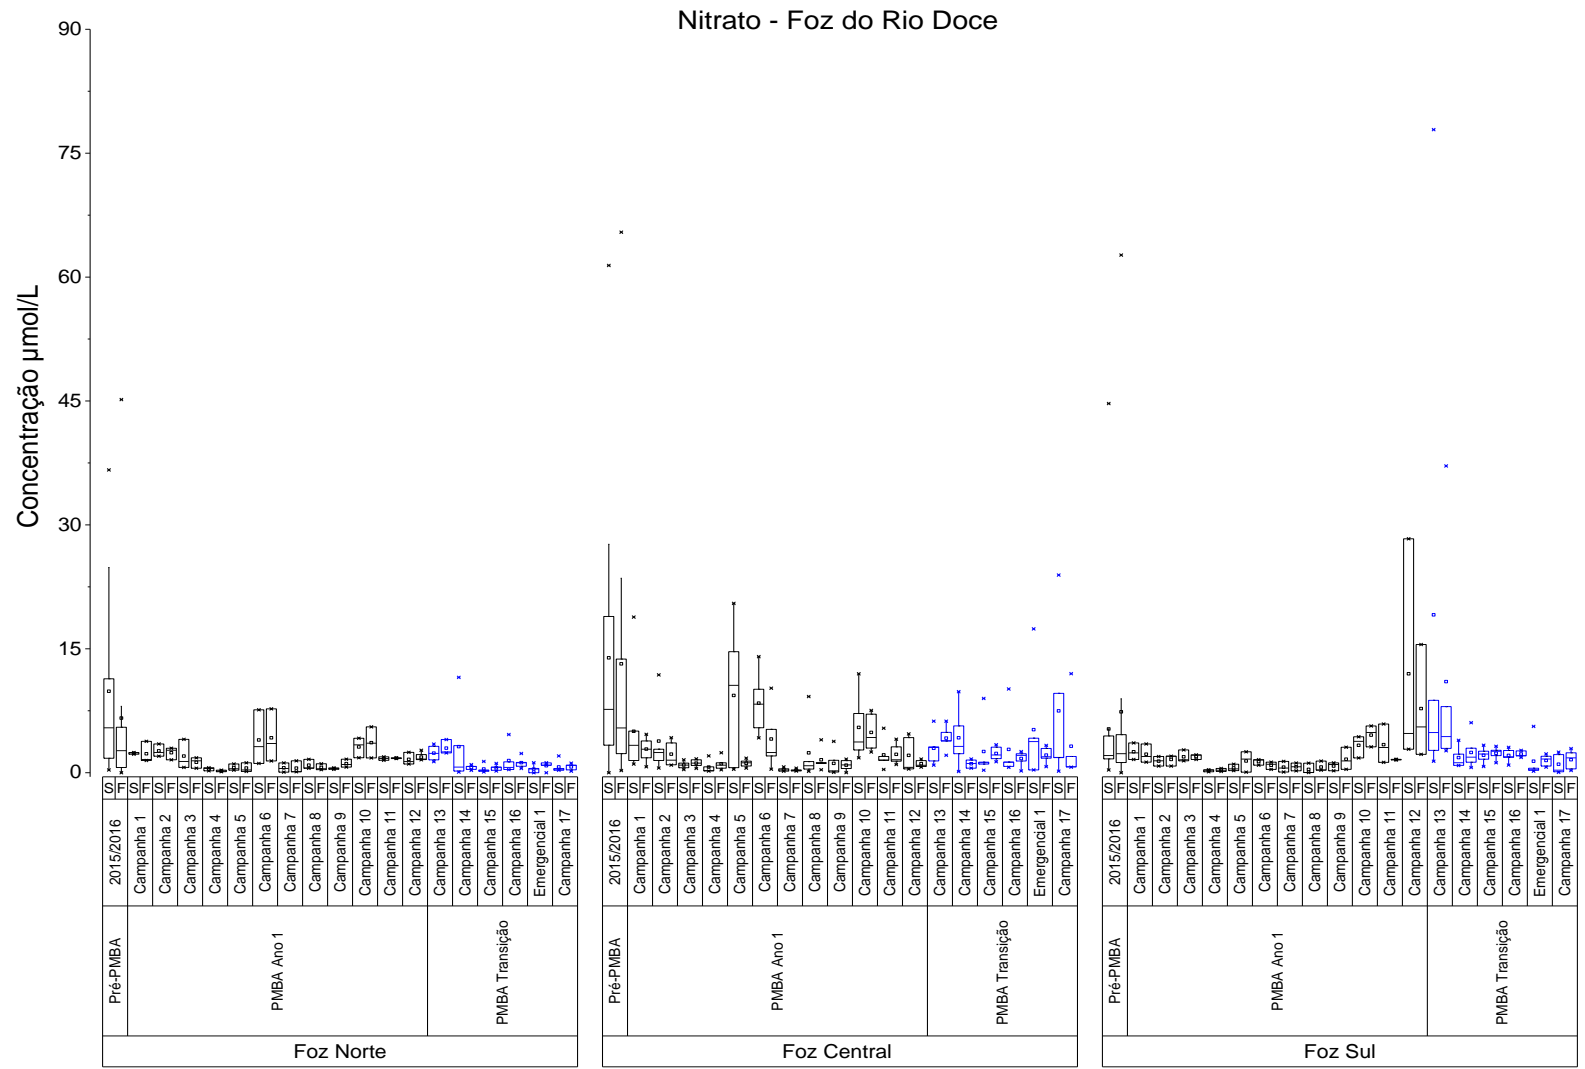 Nitrato - Foz do Rio Doce
Concentração µmol/L
90
75
60
45
30
15
0
S F S F S F S F S F S F S F S F S F S F S F S F S F S F S F S F S F S F S F
2015/2016
Campanha 1
Campanha 2
Campanha 3
Campanha 4
Campanha 5
Campanha 6
Campanha 7
Campanha 8
Campanha 9
Campanha 10
Campanha 11
Campanha 12
Campanha 13
Campanha 14
Campanha 15
Campanha 16
Emergencial 1
Campanha 17
Pré-PMBA
PMBA Ano 1
PMBA Transição
Foz Norte
S F S F S F S F S F S F S F S F S F S F S F S F S F S F S F S F S F S F S F
2015/2016
Campanha 1
Campanha 2
Campanha 3
Campanha 4
Campanha 5
Campanha 6
Campanha 7
Campanha 8
Campanha 9
Campanha 10
Campanha 11
Campanha 12
Campanha 13
Campanha 14
Campanha 15
Campanha 16
Emergencial 1
Campanha 17
Pré-PMBA
PMBA Ano 1
PMBA Transição
Foz Central
S F S F S F S F S F S F S F S F S F S F S F S F S F S F S F S F S F S F S F
2015/2016
Campanha 1
Campanha 2
Campanha 3
Campanha 4
Campanha 5
Campanha 6
Campanha 7
Campanha 8
Campanha 9
Campanha 10
Campanha 11
Campanha 12
Campanha 13
Campanha 14
Campanha 15
Campanha 16
Emergencial 1
Campanha 17
Pré-PMBA
PMBA Ano 1
PMBA Transição
Foz Sul